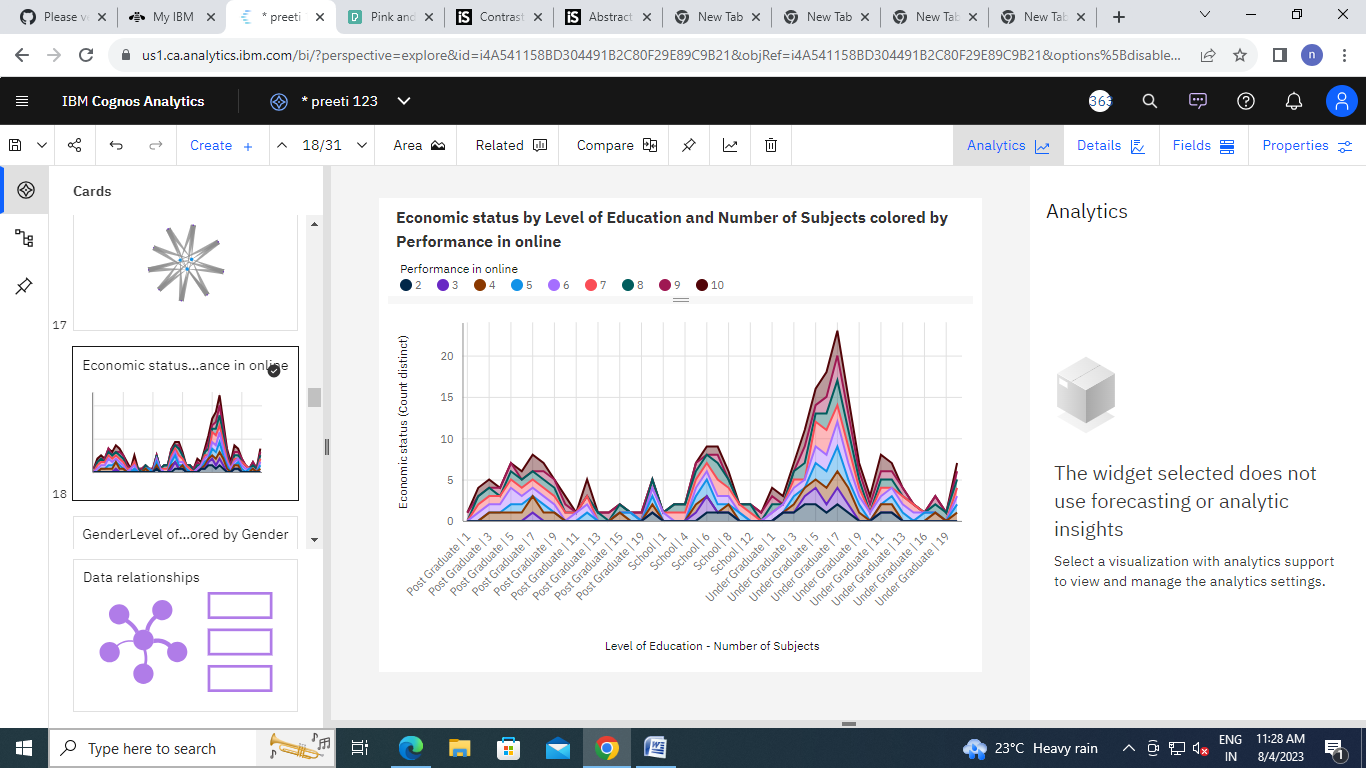 Please ve
My IBM
* preeti
Pink and
Contrast
Abstract
New Tab
New Tab
New Tab
New Tab
us1.ca.analytics.ibm.com/bi/?perspective=explore&id=i4A541158BD304491B2C80F29E89C9B21&objRef=i4A541158BD304491B2C80F29E89C9B21&options%5Bdisable...
n
IBM Cognos Analytics
* preeti 123
363
Create +
18/31
Area
Related
Compare
Analytics
Details
Fields
Properties
Cards
17
Economic status...ance in online
18
GenderLevel of...ored by Gender
Data relationships
Economic status by Level of Education and Number of Subjects colored by
Performance in online
Performance in online
2 3 4 5 6 7 8 9 10
Economic status (Count distinct)
20
15
10
5
0
Post Graduate | 1
Post Graduate | 3
Post Graduate | 5
Post Graduate | 7
Post Graduate | 9
Post Graduate | 11
Post Graduate | 13
Post Graduate | 15
Post Graduate | 19
School | 1
School | 4
School | 6
School | 8
School | 12
Under Graduate | 1
Under Graduate | 3
Under Graduate | 5
Under Graduate | 7
Under Graduate | 9
Under Graduate | 11
Under Graduate | 13
Under Graduate | 16
Under Graduate | 19
Level of Education - Number of Subjects
Analytics
The widget selected does not
use forecasting or analytic
insights
Select a visualization with analytics support
to view and manage the analytics settings.
Type here to search
23°C Heavy rain
ENG
IN
11:28 AM
8/4/2023
1